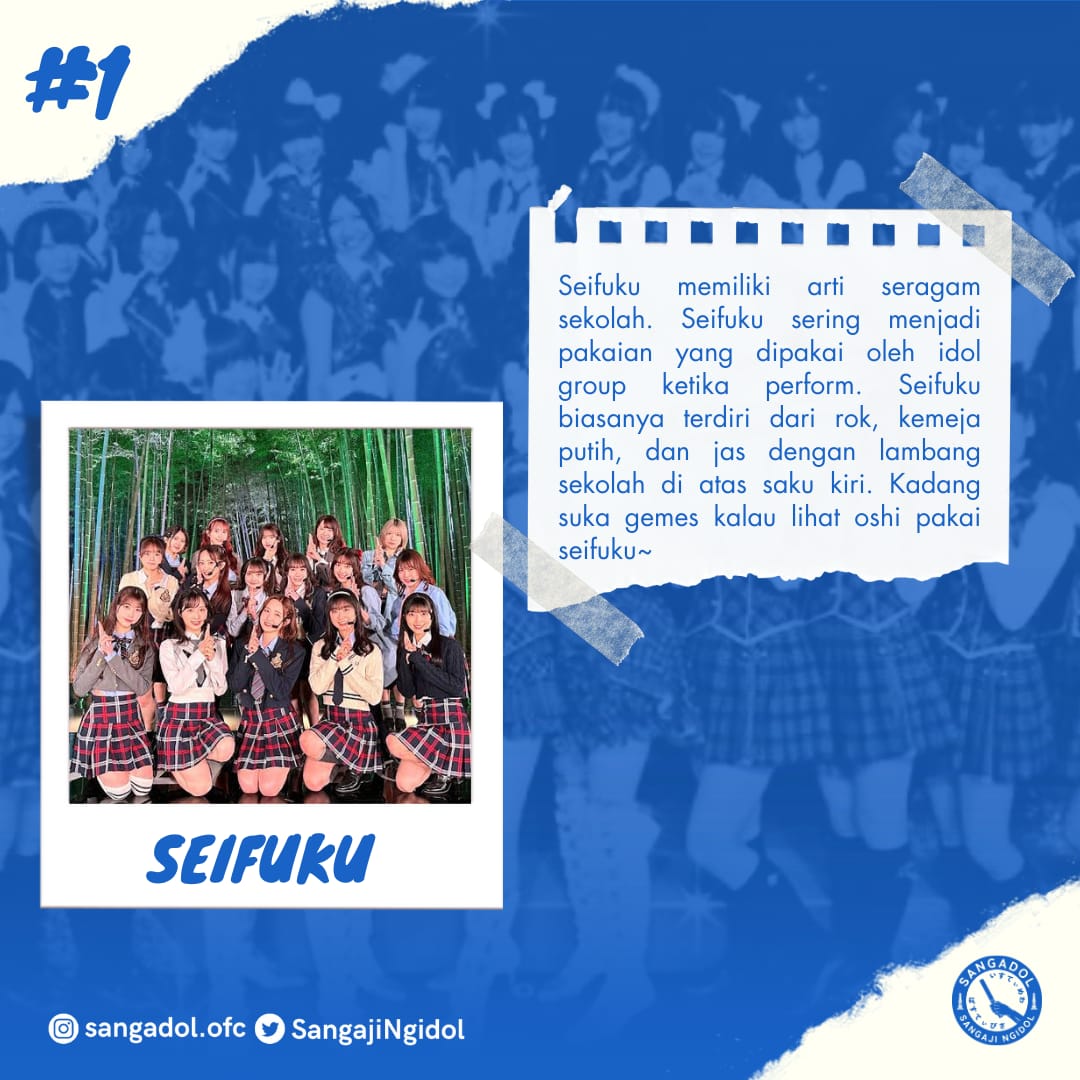 #1
Seifuku memiliki arti seragam
sekolah. Seifuku sering menjadi
pakaian yang dipakai oleh idol
group ketika perform. Seifuku
biasanya terdiri dari rok, kemeja
putih, dan jas dengan lambang
sekolah di atas saku kiri. Kadang
suka gemes kalau lihat oshi pakai
seifuku~
SEIFUKU
sangadol.ofc SangajiNgidol
SANGADOL
SANGAJI NGIDOL